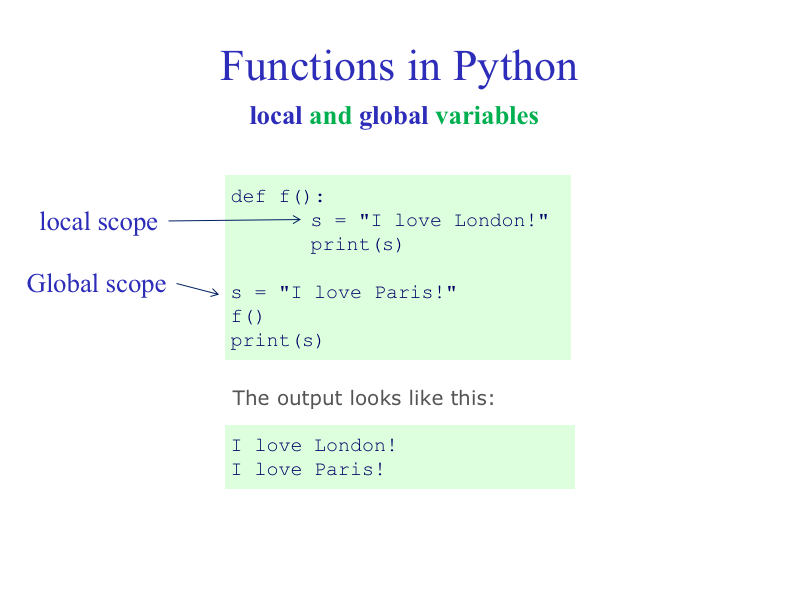 Functions in Python
local and global variables
def f():
s = "I love London!"
local scope
print(s)
Global scope
s = "I love Paris!"
f()
print(s)
The output looks like this:
I love London!
I love Paris!